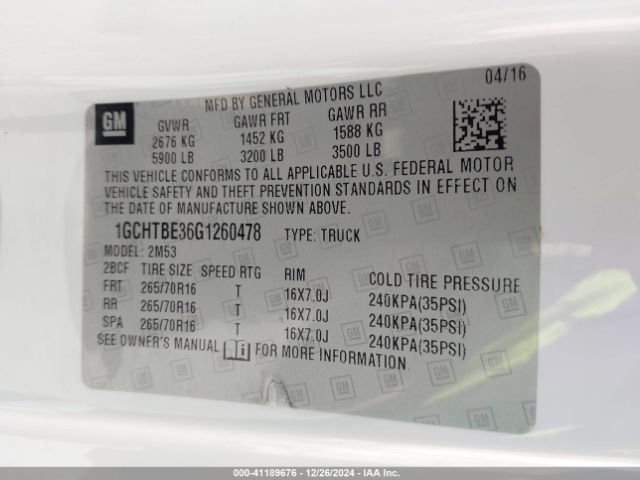 04/16
GM MFD BY GENERAL MOTORS LLC
GVWR GAWR FRT GAWR RR
2676 KG 1452 KG 1588 KG
5900 LB 3200 LB 3500 LB
THIS VEHICLE CONFORMS TO ALL APPLICABLE U.S. FEDERAL MOTOR
VEHICLE SAFETY AND THEFT PREVENTION STANDARDS IN EFFECT ON
THE DATE OF MANUFACTURE SHOWN ABOVE.
1GCHTBE36G1260478 TYPE: TRUCK
MODEL: 2M53
2BCF TIRE SIZE SPEED RTG RIM COLD TIRE PRESSURE
FRT 265/70R16 T 16X7.0J 240KPA(35PSI)
RR 265/70R16 T 16X7.0J 240KPA(35PSI)
SPA 265/70R16 T 16X7.0J 240KPA(35PSI)
SEE OWNER'S MANUAL FOR MORE INFORMATION.
000-41189676 - 12/26/2024 - IAA Inc.